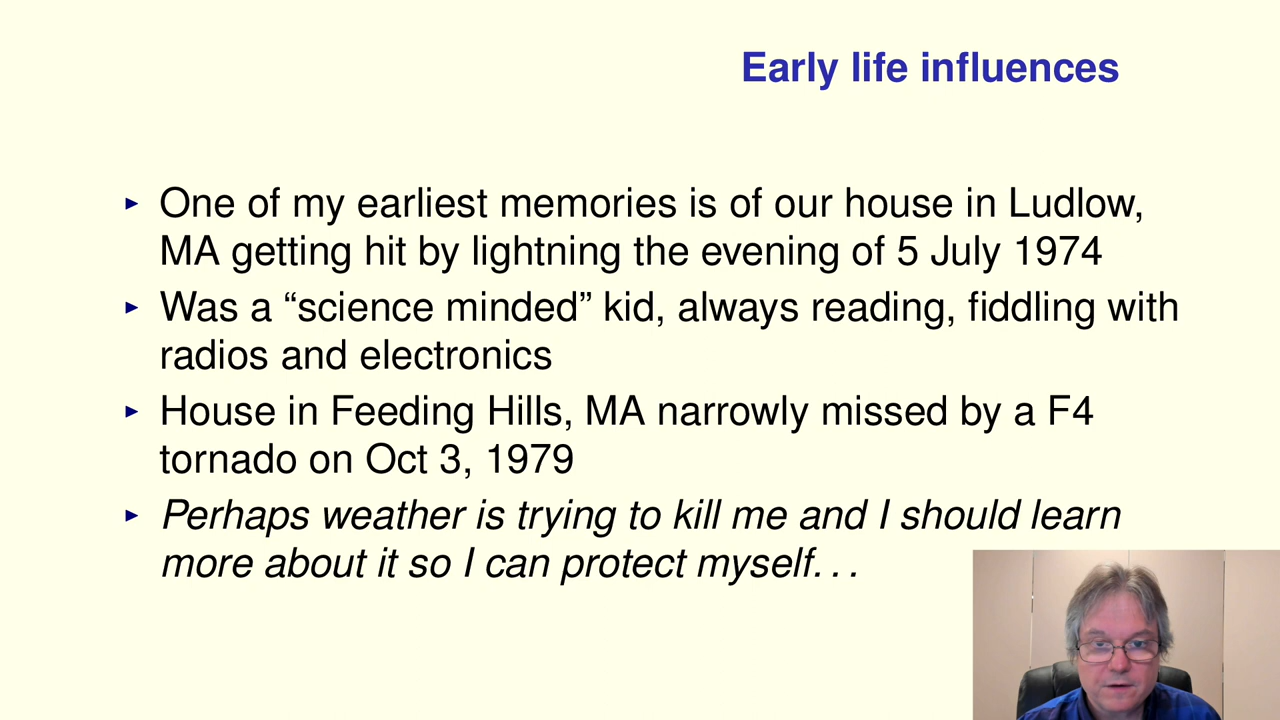 Early life influences
One of my earliest memories is of our house in Ludlow,
MA getting hit by lightning the evening of 5 July 1974
Was a “science minded” kid, always reading, fiddling with
radios and electronics
House in Feeding Hills, MA narrowly missed by a F4
tornado on Oct 3, 1979
Perhaps weather is trying to kill me and I should learn
more about it so I can protect myself. . .